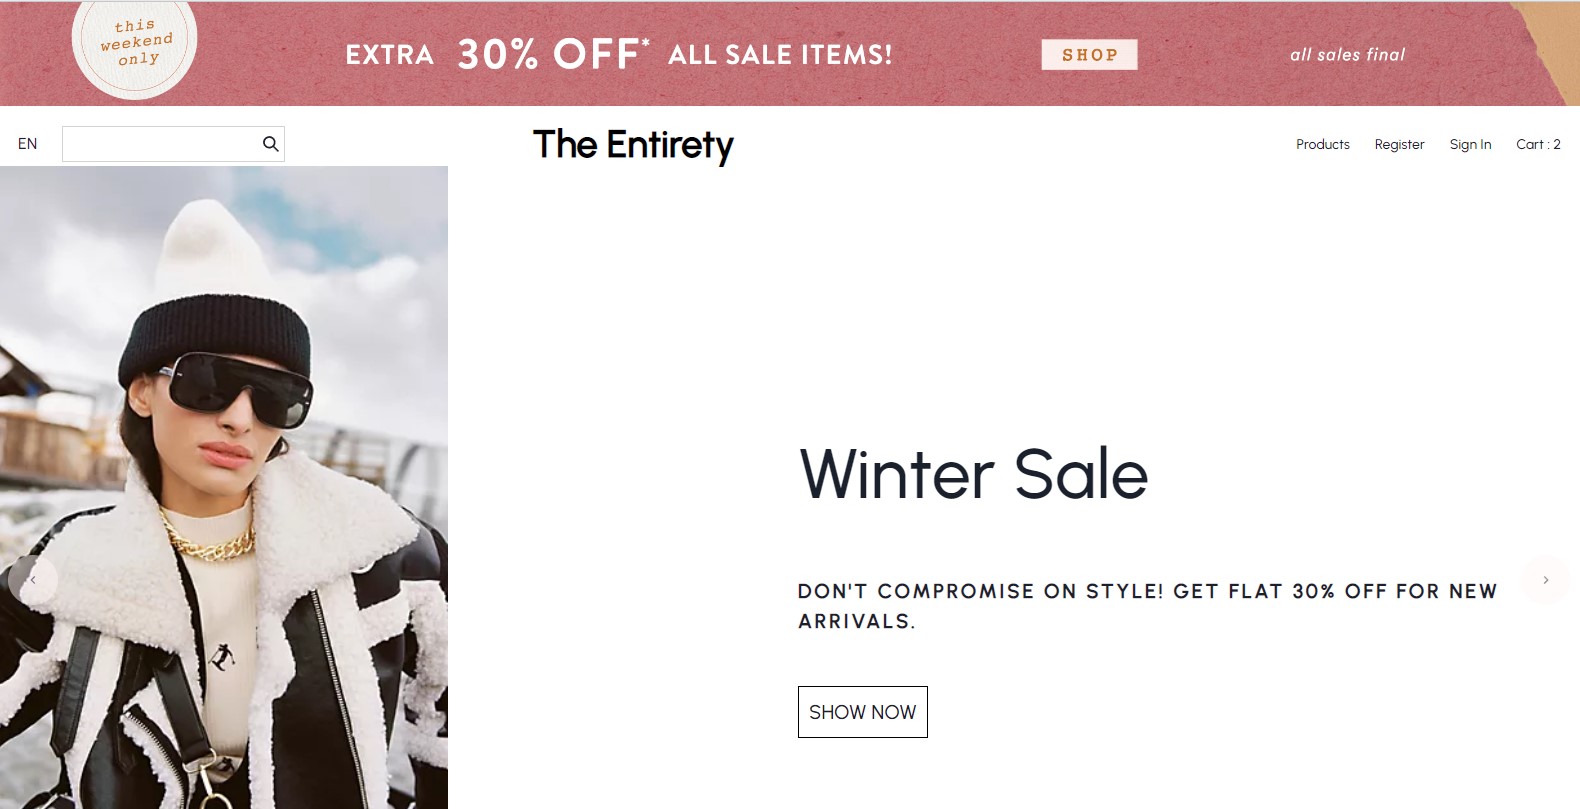 this
weekend
only
EXTRA 30% OFF* ALL SALE ITEMS!
SHOP
all sales final
EN
The Entirety
Products Register Sign In Cart : 2
Winter Sale
DON'T COMPROMISE ON STYLE! GET FLAT 30% OFF FOR NEW
ARRIVALS.
SHOW NOW